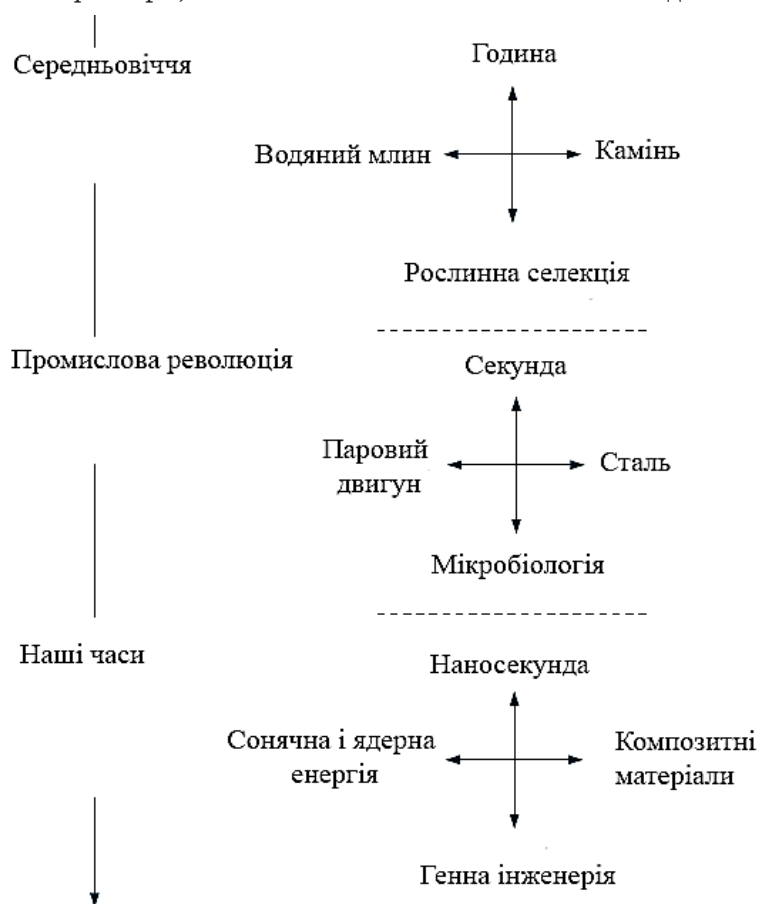 Середньовіччя
Година
Водяний млин
Камінь
Рослинна селекція
Промислова революція
Секунда
Паровий
двигун
Сталь
Мікробіологія
Наші часи
Наносекунда
Сонячна і ядерна
енергія
Композитні
матеріали
Генна інженерія